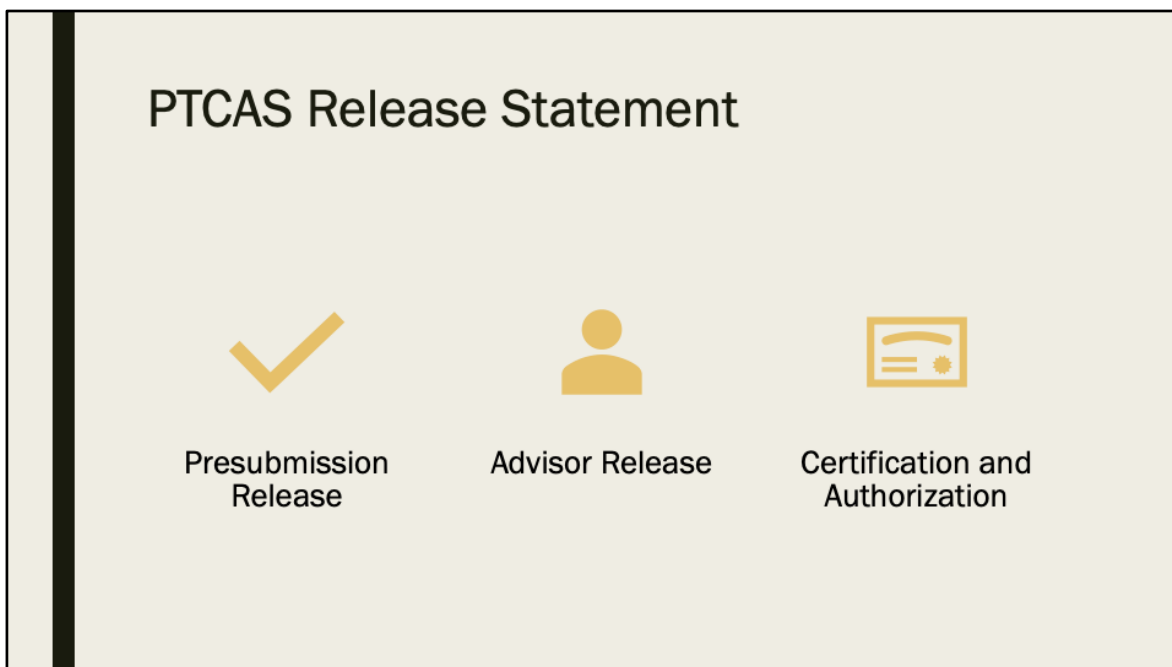 PTCAS Release Statement
Presubmission
Release
Advisor Release
Certification and
Authorization